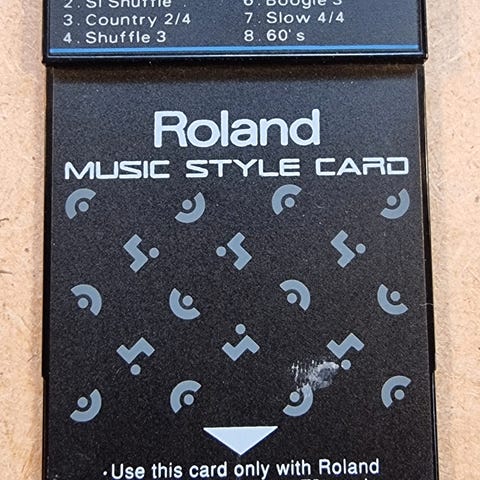 2. Sl Shuffle 6. Boogie 3
3. Country 2/4 7. Slow 4/4
4. Shuffle 3 8. 60's
Roland
MUSIC STYLE CARD
·Use this card only with Roland